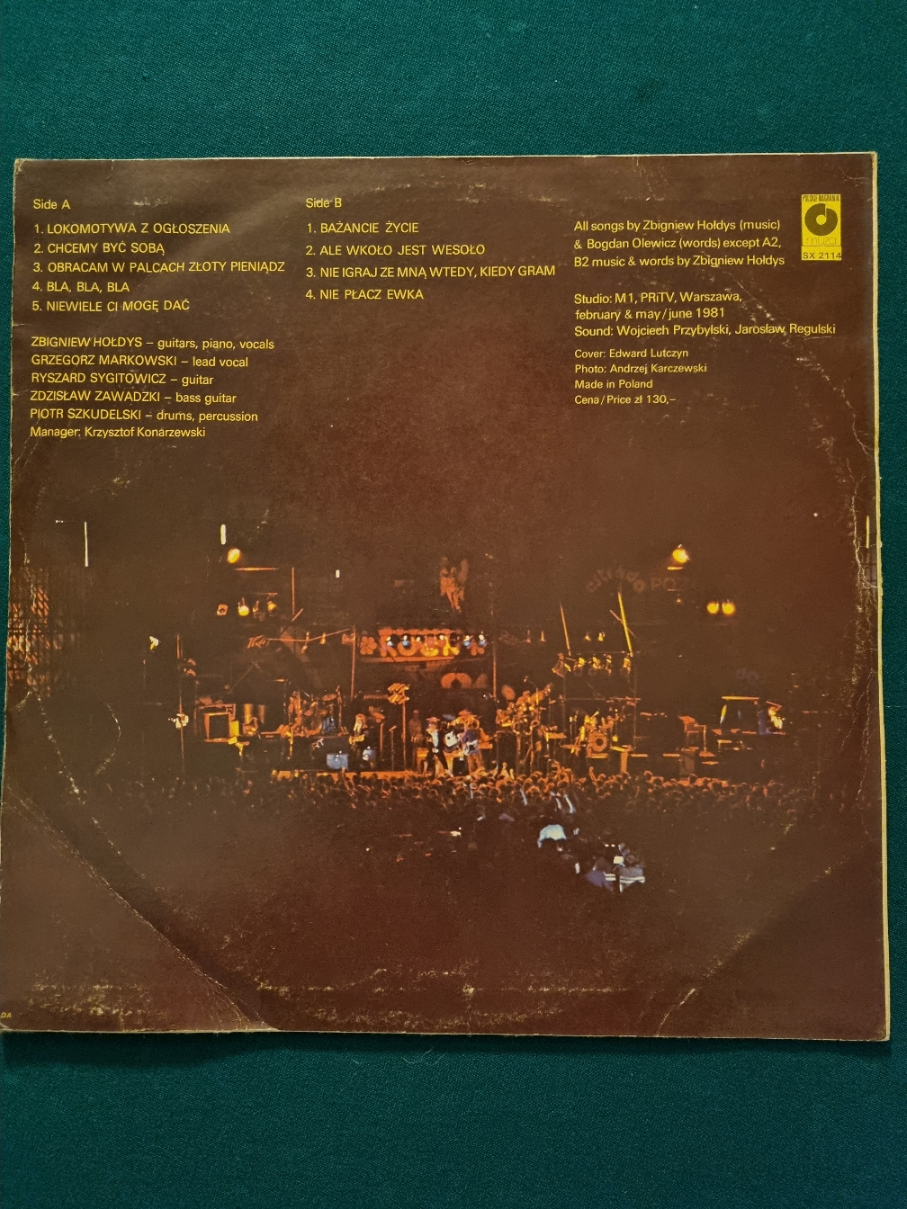 Side A
1. LOKOMOTYWA Z OGŁOSZENIA
2. CHCEMY BYĆ SOBĄ
3. OBRACAM W PALCACH ZŁOTY PIENIĄDZ
4. BLA, BLA, BLA
5. NIEWIELE CI MOGĘ DAĆ
ZBIGNIEW HOŁDYS – guitars, piano, vocals
GRZEGORZ MARKOWSKI – lead vocal
RYSZARD SYGITOWICZ – guitar
ZDZISŁAW ZAWADZKI – bass guitar
PIOTR SZKUDELSKI – drums, percussion
Manager: Krzysztof Konarzewski
Side B
1. BAŻANCIE ŻYCIE
2. ALE WKOŁO JEST WESOŁO
3. NIE IGRAJ ZE MNĄ WTEDY, KIEDY GRAM
4. NIE PŁACZ EWKA
All songs by Zbigniew Hołdys (music)
& Bogdan Olewicz (words) except A2,
B2 music & words by Zbigniew Hołdys
Studio: M1, PRiTV, Warszawa,
february & may/june 1981
Sound: Wojciech Przybylski, Jarosław Regulski
Cover: Edward Lutczyn
Photo: Andrzej Karczewski
Made in Poland
Cena/Price zł 130,–
POLSKIE NAGRANIA
muza
SX 2114
ROCK
DA